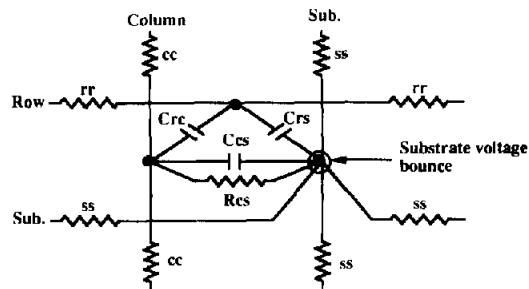 Column
Sub.
cc
ss
rr
rr
Row
Crc
Crs
Ccs
Substrate voltage
bounce
Rcs
Sub.
ss
ss
cc
ss